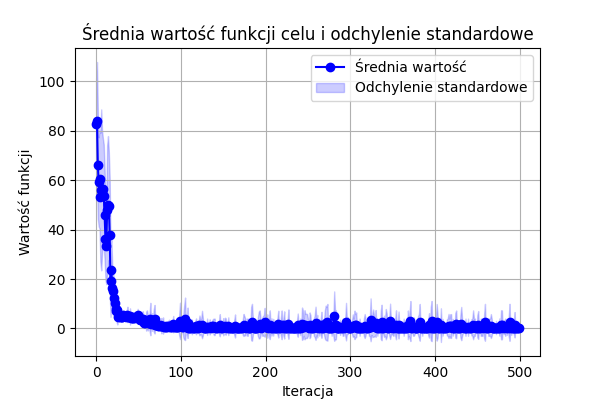 Średnia wartość funkcji celu i odchylenie standardowe
Średnia wartość
Odchylenie standardowe
Wartość funkcji
100
80
60
40
20
0
0 100 200 300 400 500
Iteracja